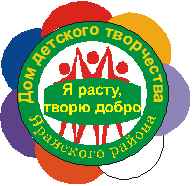 Дом детского творчества
Я расту,
творю добро
Яранского района